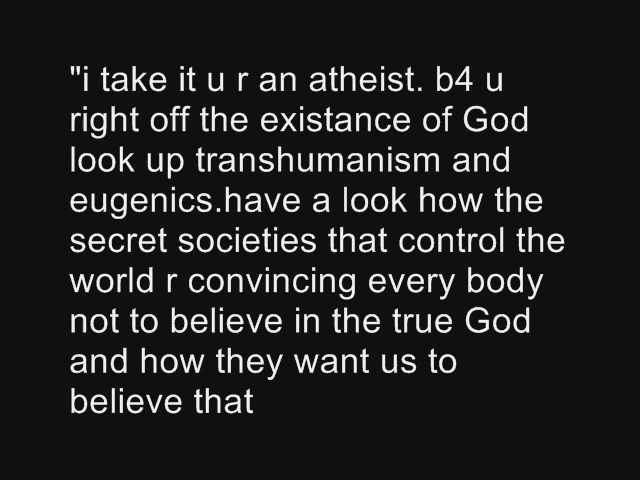 "i take it u r an atheist. b4 u
right off the existance of God
look up transhumanism and
eugenics.have a look how the
secret societies that control the
world r convincing every body
not to believe in the true God
and how they want us to
believe that